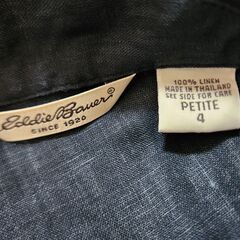 Eddie Bauer®
SINCE 1920
100% LINEN
MADE IN THAILAND
SEE SIDE FOR CARE
PETITE
4